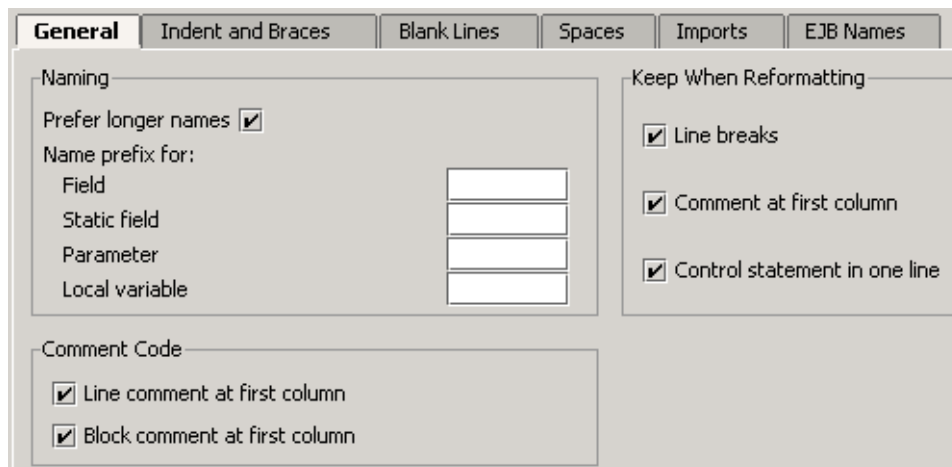 General Indent and Braces Blank Lines Spaces Imports EJB Names
Naming
Prefer longer names
Name prefix for:
Field
Static field
Parameter
Local variable
Keep When Reformatting
Line breaks
Comment at first column
Control statement in one line
Comment Code
Line comment at first column
Block comment at first column